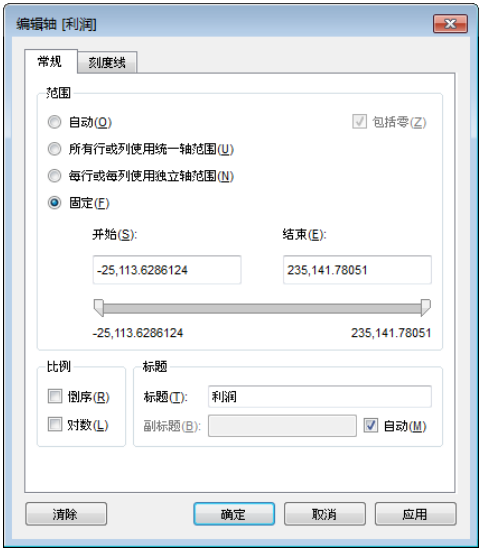 编辑轴 [利润]
常规 刻度线
范围
自动(O) 包括零(Z)
所有行或列使用统一轴范围(U)
每行或每列使用独立轴范围(N)
固定(F)
开始(S): 结束(E):
-25,113.6286124 235,141.78051
-25,113.6286124 235,141.78051
比例 标题
倒序(R) 标题(T): 利润
对数(L) 副标题(B): 自动(M)
清除 确定 取消 应用